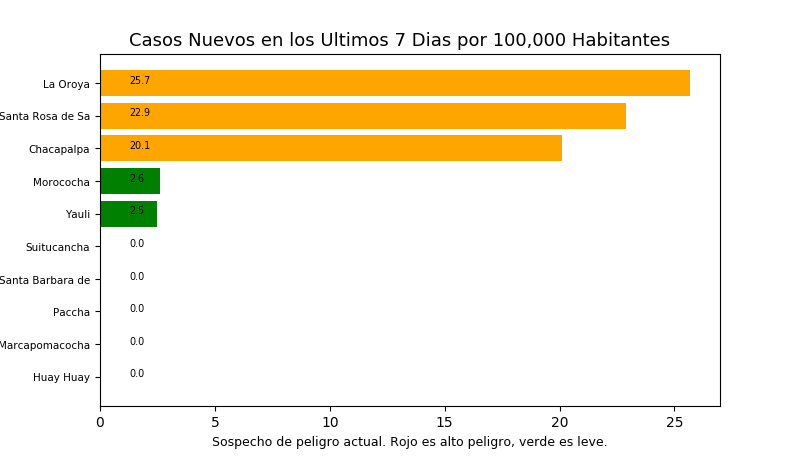 Casos Nuevos en los Ultimos 7 Dias por 100,000 Habitantes
La Oroya 25.7
Santa Rosa de Sa 22.9
Chacapalpa 20.1
Morococha 2.6
Yauli 2.5
Suitucancha 0.0
Santa Barbara de 0.0
Paccha 0.0
Marcapomacocha 0.0
Huay Huay 0.0
0 5 10 15 20 25
Sospecho de peligro actual. Rojo es alto peligro, verde es leve.